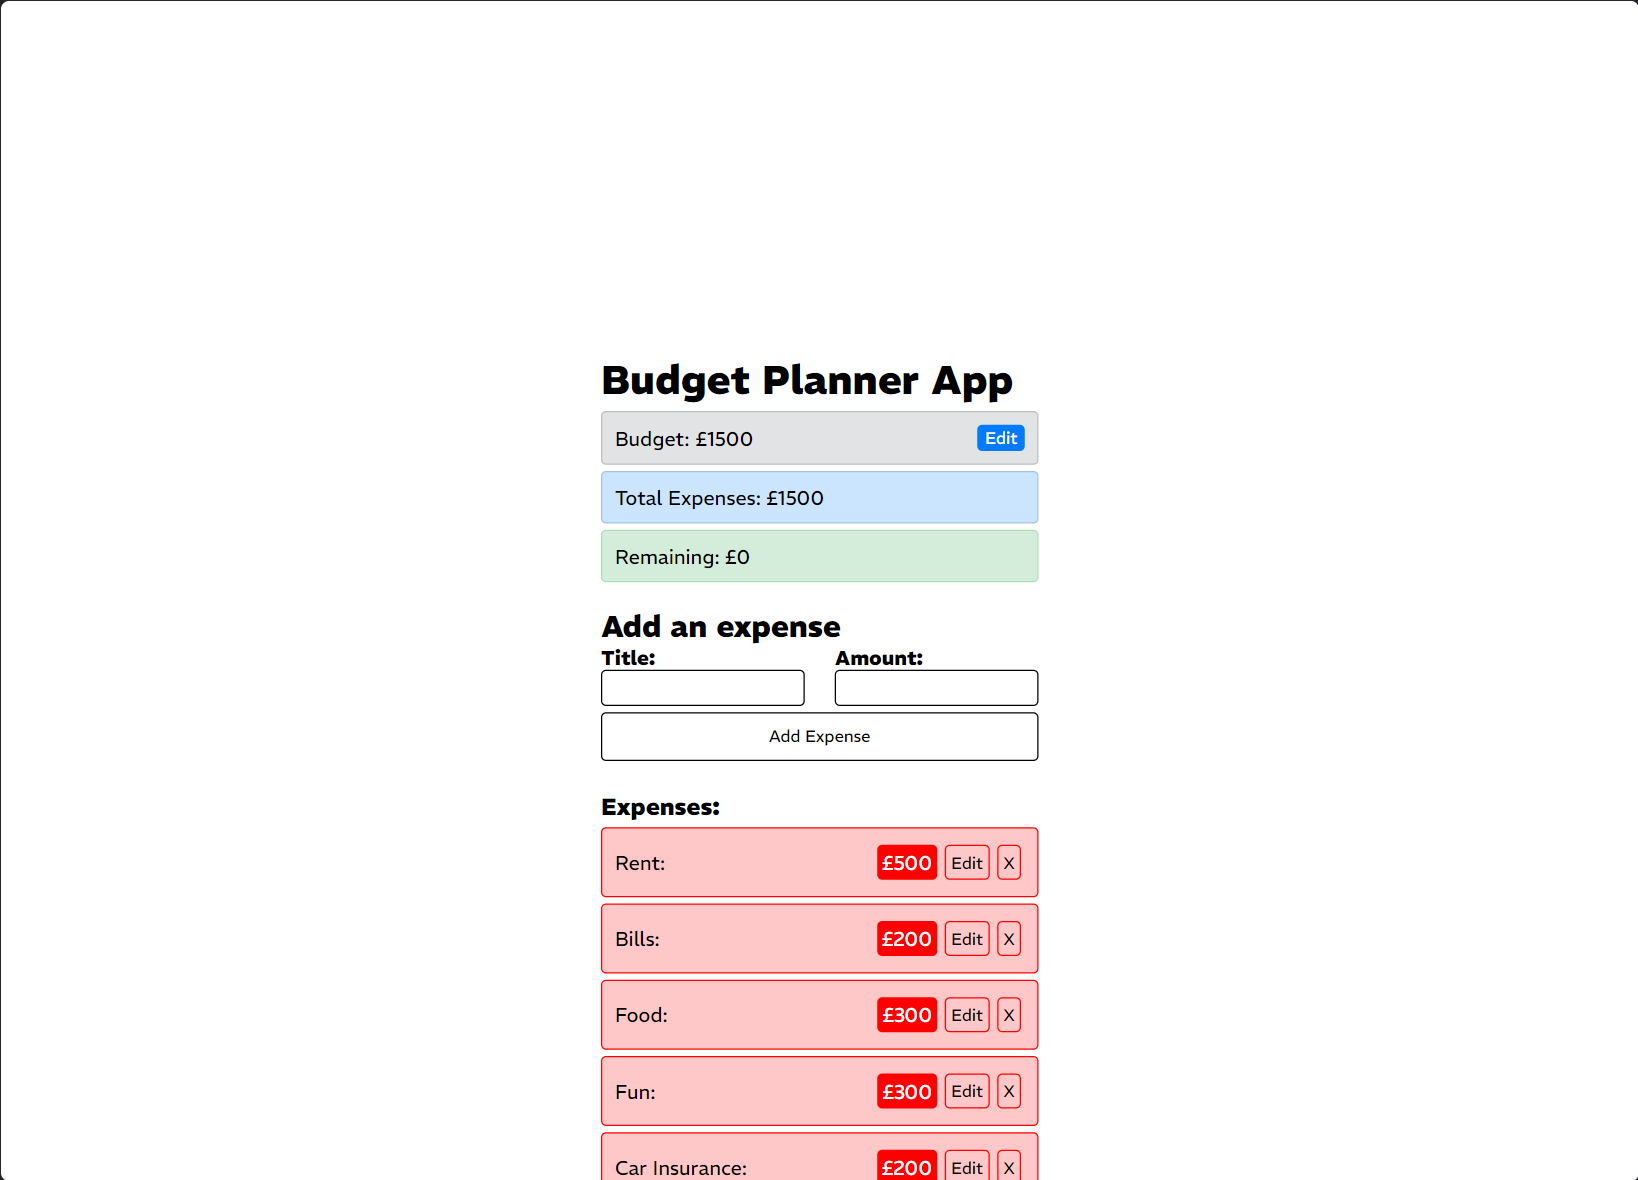 Budget Planner App
Budget: £1500 Edit
Total Expenses: £1500
Remaining: £0
Add an expense
Title: Amount:
Add Expense
Expenses:
Rent: £500 Edit X
Bills: £200 Edit X
Food: £300 Edit X
Fun: £300 Edit X
Car Insurance: £200 Edit X